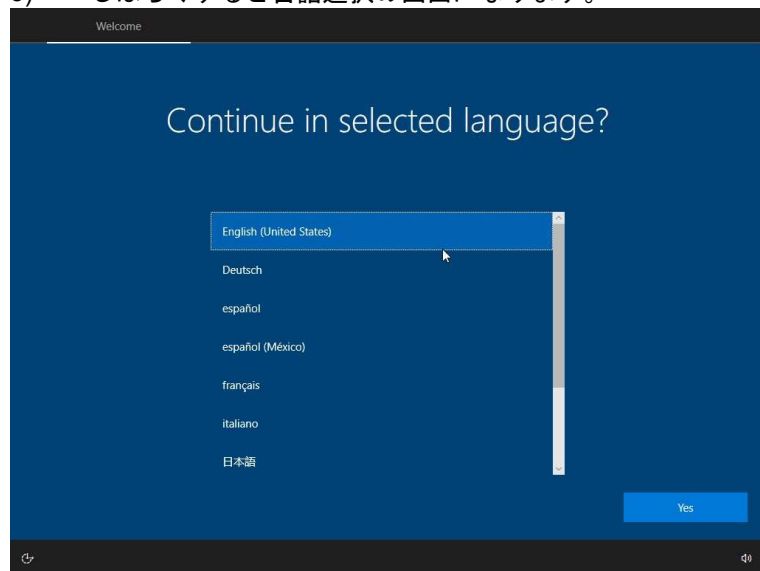 Welcome
Continue in selected language?
English (United States)
Deutsch
español
español (México)
français
italiano
日本語
Yes